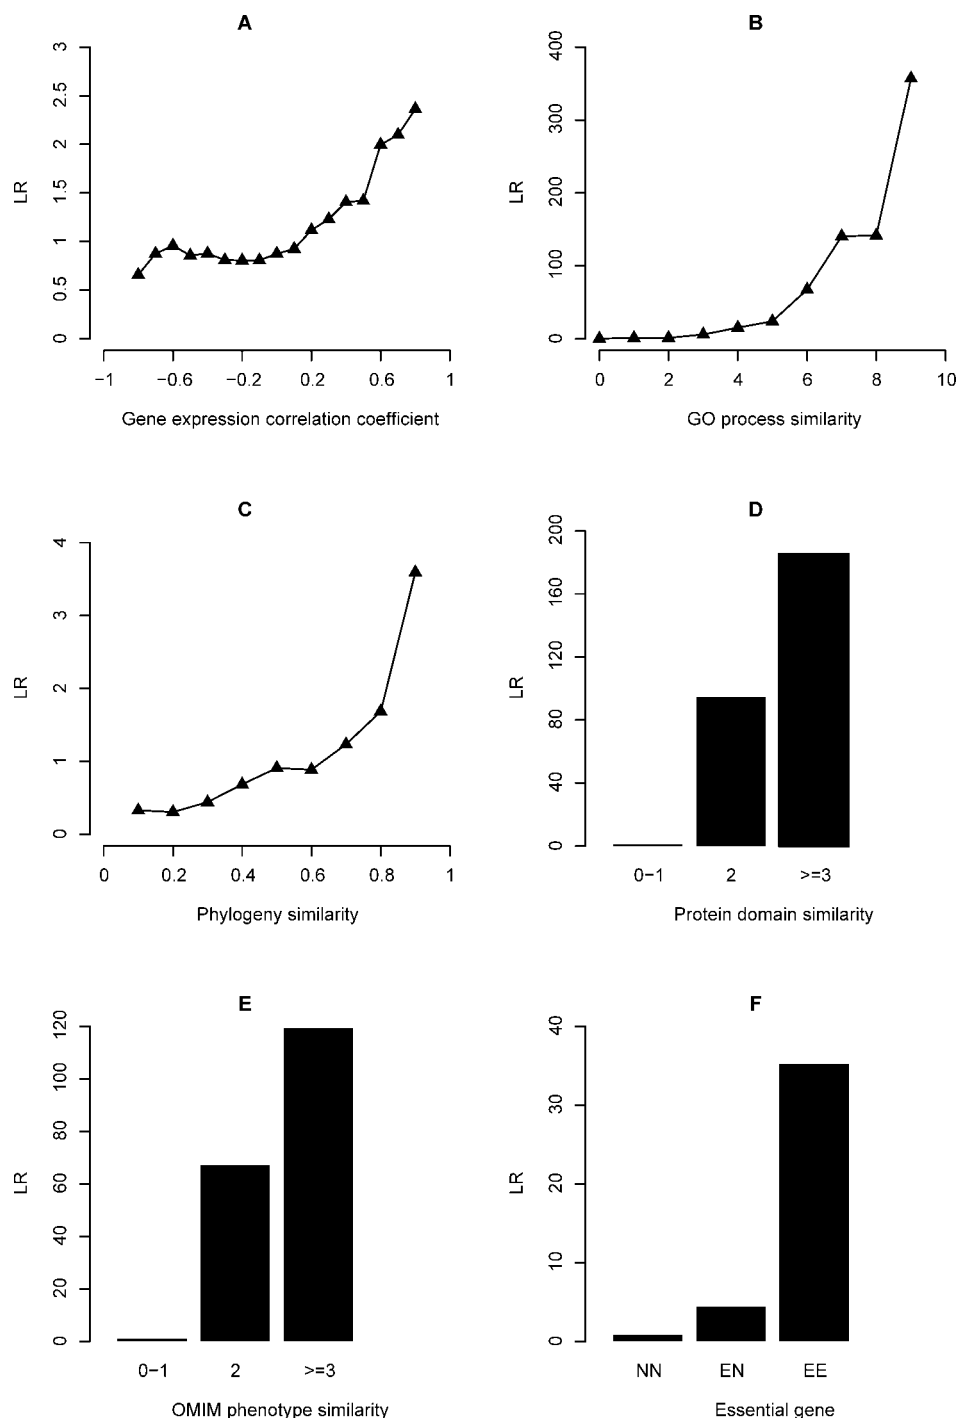 A
LR
3
2.5
2
1.5
1
0.5
0
−1 −0.6 −0.2 0.2 0.6 1
Gene expression correlation coefficient
B
LR
400
300
200
100
0
0 2 4 6 8 10
GO process similarity
C
LR
4
3
2
1
0
0 0.2 0.4 0.6 0.8 1
Phylogeny similarity
D
LR
200
160
120
80
40
0
0−1 2 >=3
Protein domain similarity
E
LR
120
100
80
60
40
20
0
0−1 2 >=3
OMIM phenotype similarity
F
LR
40
30
20
10
0
NN EN EE
Essential gene